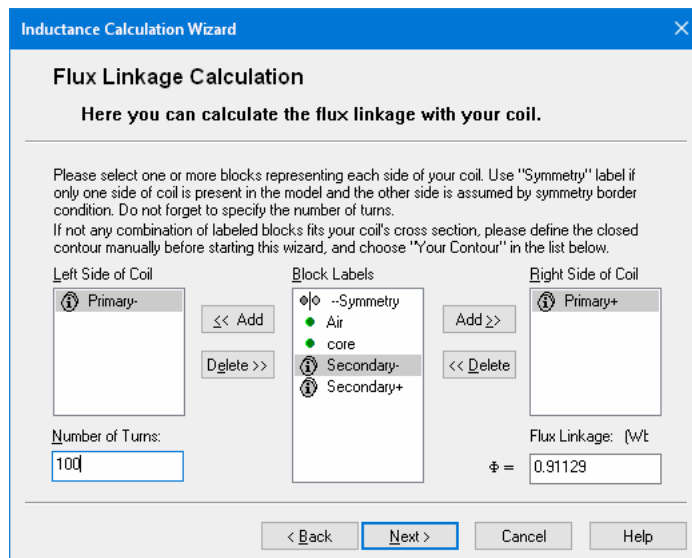 Inductance Calculation Wizard
Flux Linkage Calculation
Here you can calculate the flux linkage with your coil.
Please select one or more blocks representing each side of your coil. Use "Symmetry" label if
only one side of coil is present in the model and the other side is assumed by symmetry border
condition. Do not forget to specify the number of turns.
If not any combination of labeled blocks fits your coil's cross section, please define the closed
contour manually before starting this wizard, and choose "Your Contour" in the list below.
Left Side of Coil Block Labels Right Side of Coil
Primary- --Symmetry Primary+
<< Add Air Add >>
core
Delete >> Secondary- << Delete
Secondary+
Number of Turns: Flux Linkage: (Wb
100 Φ = 0.91129
< Back Next > Cancel Help